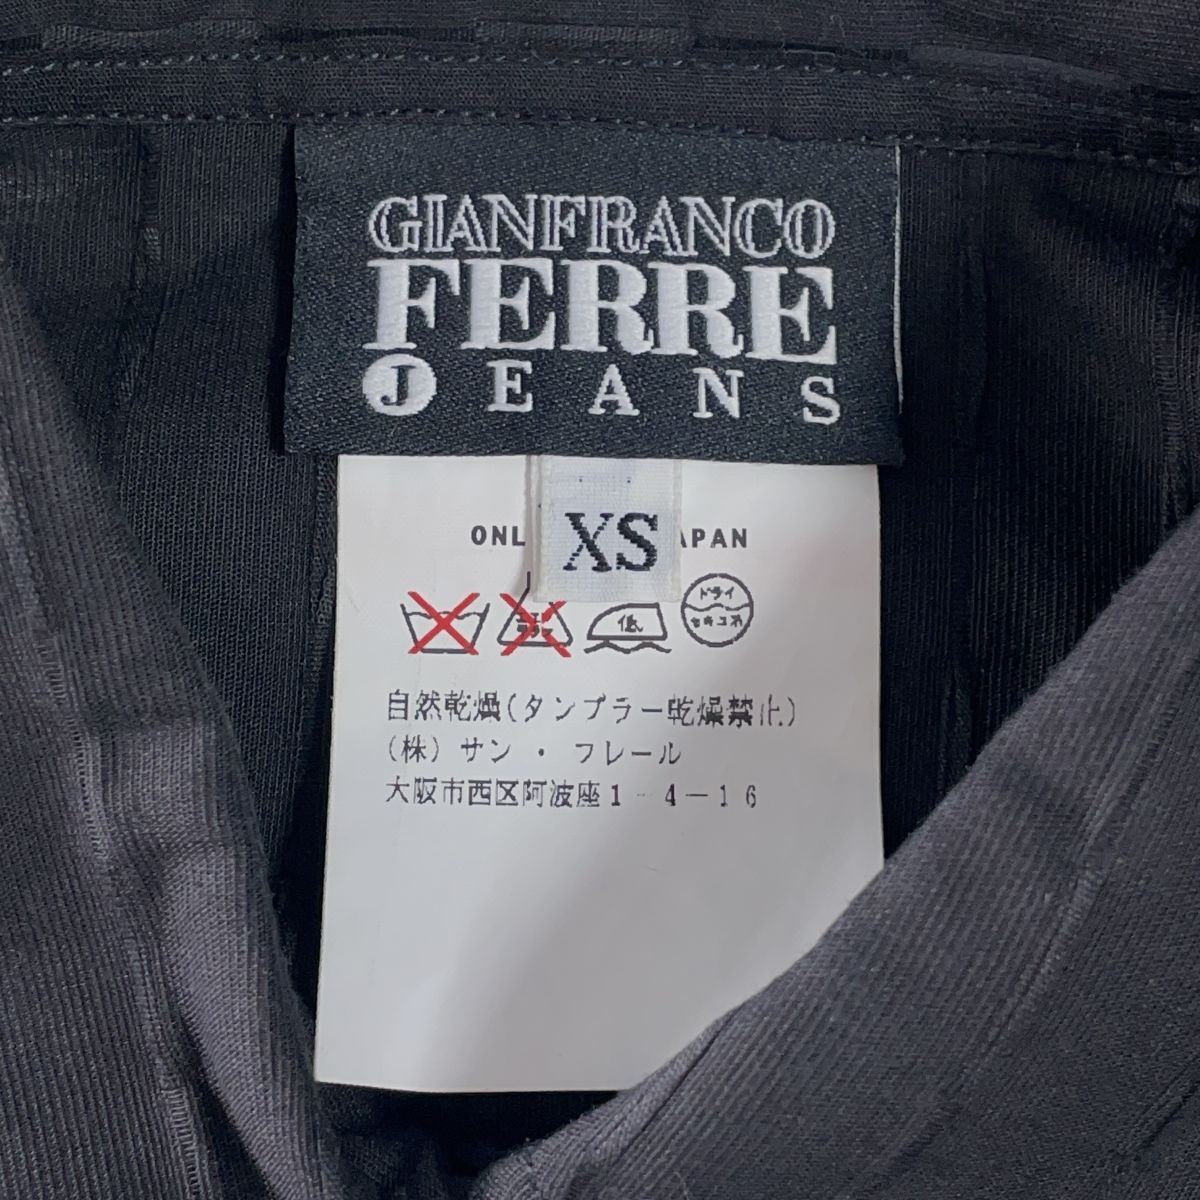 GIANFRANCO
FERRE
JEANS
XS
低
ドライ
セキユ系
自然乾燥(タンブラー乾燥禁止)
(株)サン・フレール
大阪市西区阿波座1-4-16